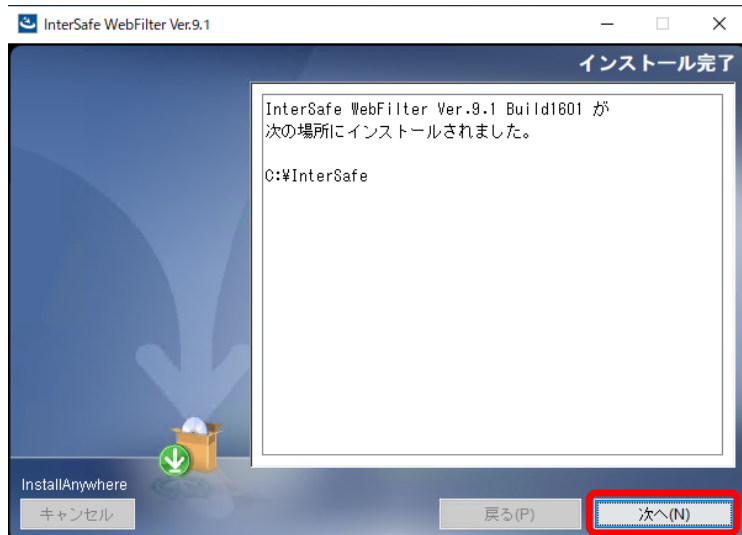 InterSafe WebFilter Ver.9.1
インストール完了
InterSafe WebFilter Ver.9.1 Build1601 が
次の場所にインストールされました。
C:¥InterSafe
InstallAnywhere
キャンセル
戻る(P)
次へ(N)